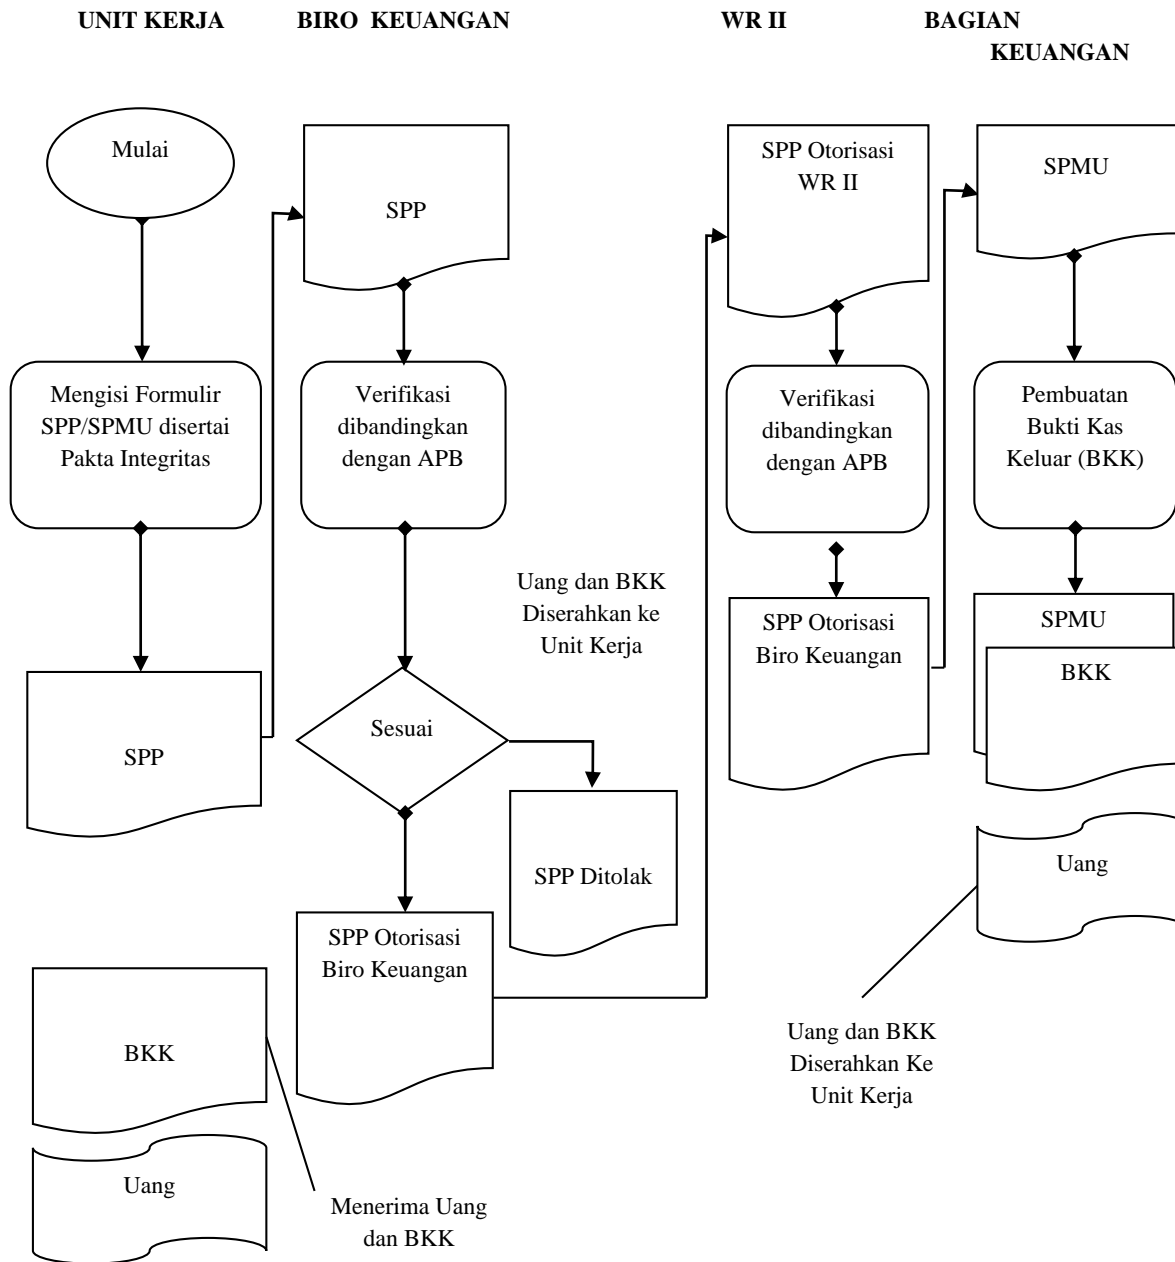 UNIT KERJA
BIRO KEUANGAN
WR II
BAGIAN
KEUANGAN
Mulai
Mengisi Formulir
SPP/SPMU disertai
Pakta Integritas
SPP
BKK
Uang
Menerima Uang
dan BKK
SPP
Verifikasi
dibandingkan
dengan APB
Sesuai
SPP Ditolak
SPP Otorisasi
Biro Keuangan
Uang dan BKK
Diserahkan ke
Unit Kerja
SPP Otorisasi
WR II
Verifikasi
dibandingkan
dengan APB
SPP Otorisasi
Biro Keuangan
SPMU
Pembuatan
Bukti Kas
Keluar (BKK)
SPMU
BKK
Uang
Uang dan BKK
Diserahkan Ke
Unit Kerja